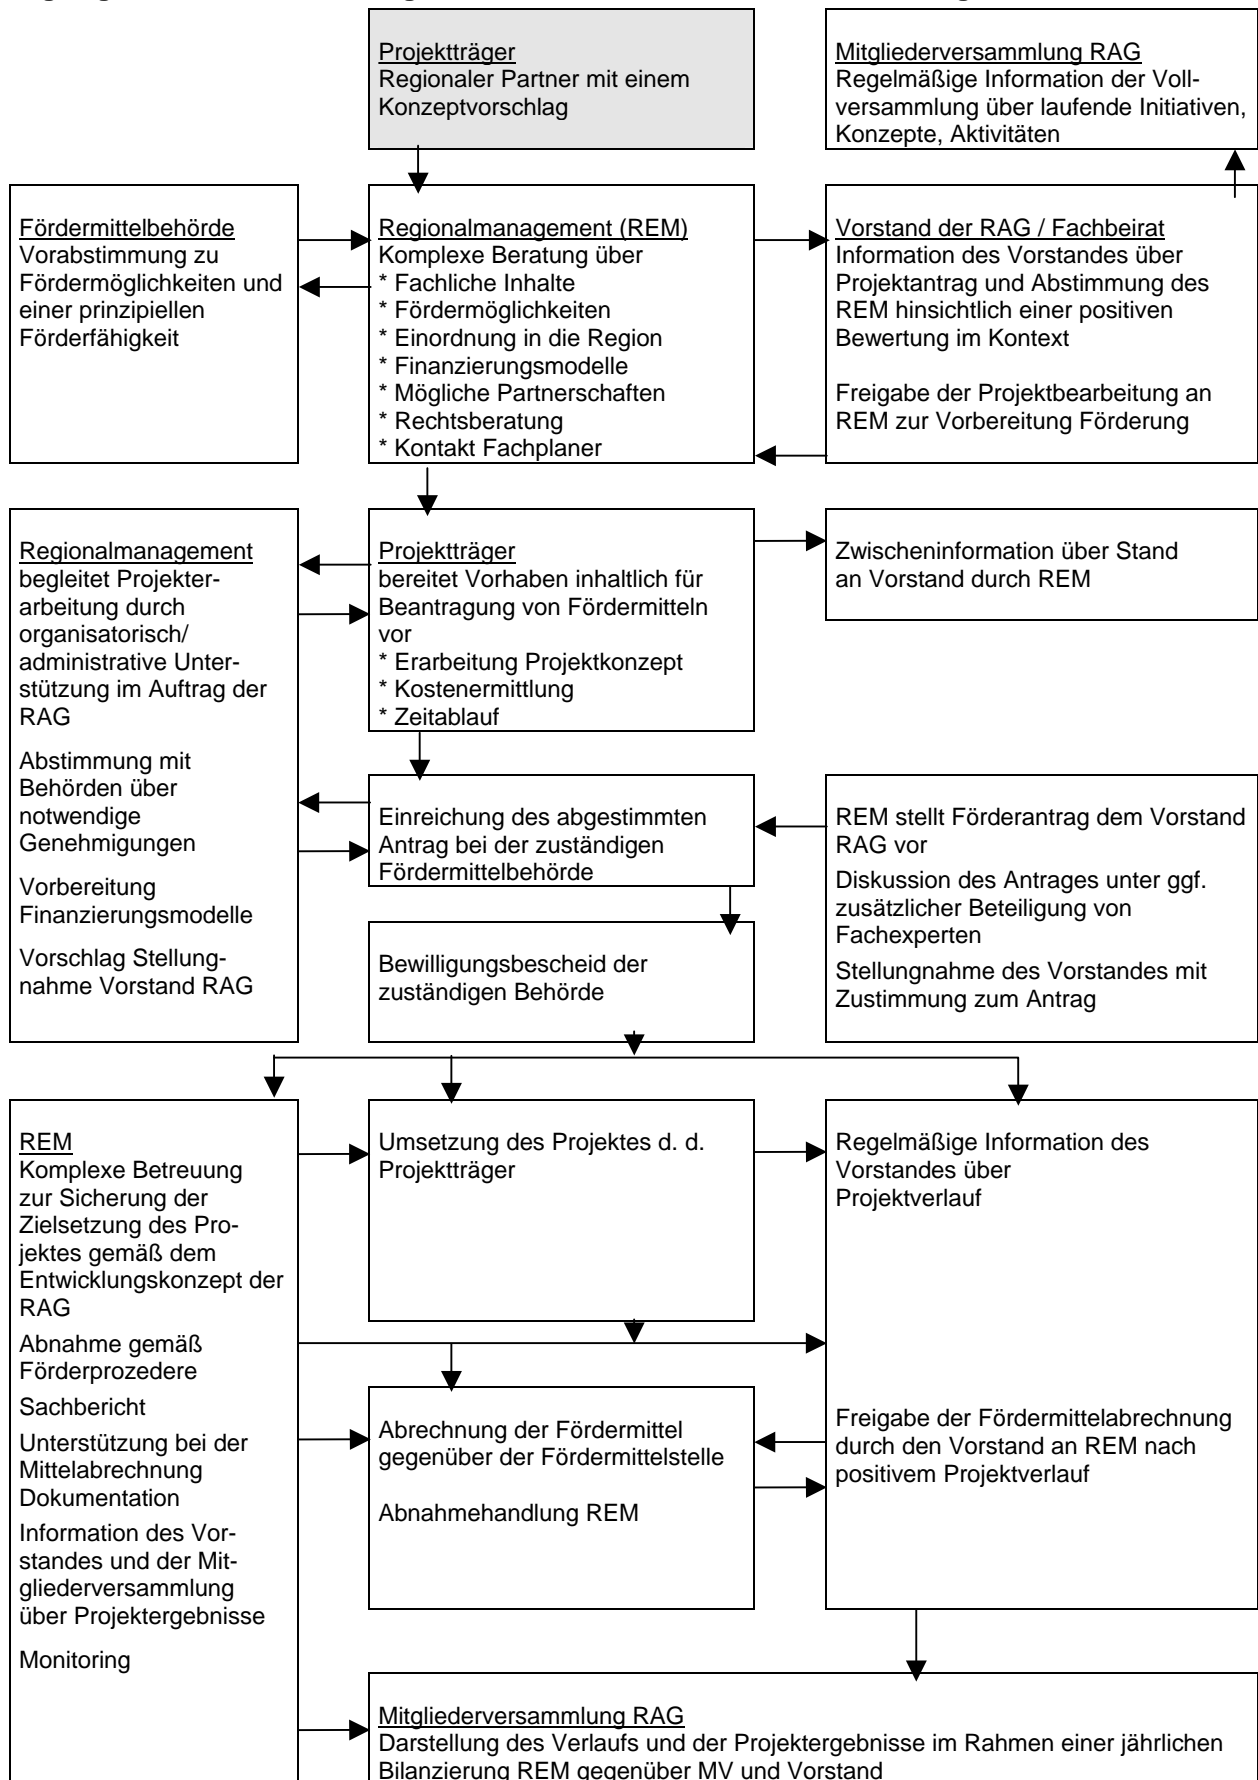 Projektträger
Regionaler Partner mit einem
Konzeptvorschlag
Mitgliederversammlung RAG
Regelmäßige Information der Voll-
versammlung über laufende Initiativen,
Konzepte, Aktivitäten
Fördermittelbehörde
Vorabstimmung zu
Fördermöglichkeiten und
einer prinzipiellen
Förderfähigkeit
Regionalmanagement (REM)
Komplexe Beratung über
* Fachliche Inhalte
* Fördermöglichkeiten
* Einordnung in die Region
* Finanzierungsmodelle
* Mögliche Partnerschaften
* Rechtsberatung
* Kontakt Fachplaner
Vorstand der RAG / Fachbeirat
Information des Vorstandes über
Projektantrag und Abstimmung des
REM hinsichtlich einer positiven
Bewertung im Kontext
Freigabe der Projektbearbeitung an
REM zur Vorbereitung Förderung
Regionalmanagement
begleitet Projekter-
arbeitung durch
organisatorisch/
administrative Unter-
stützung im Auftrag der
RAG
Abstimmung mit
Behörden über
notwendige
Genehmigungen
Vorbereitung
Finanzierungsmodelle
Vorschlag Stellung-
nahme Vorstand RAG
Projektträger
bereitet Vorhaben inhaltlich für
Beantragung von Fördermitteln
vor
* Erarbeitung Projektkonzept
* Kostenermittlung
* Zeitablauf
Zwischeninformation über Stand
an Vorstand durch REM
Einreichung des abgestimmten
Antrag bei der zuständigen
Fördermittelbehörde
REM stellt Förderantrag dem Vorstand
RAG vor
Diskussion des Antrages unter ggf.
zusätzlicher Beteiligung von
Fachexperten
Stellungnahme des Vorstandes mit
Zustimmung zum Antrag
Bewilligungsbescheid der
zuständigen Behörde
REM
Komplexe Betreuung
zur Sicherung der
Zielsetzung des Pro-
jektes gemäß dem
Entwicklungskonzept der
RAG
Abnahme gemäß
Förderprozedere
Sachbericht
Unterstützung bei der
Mittelabrechnung
Dokumentation
Information des Vor-
standes und der Mit-
gliederversammlung
über Projektergebnisse
Monitoring
Umsetzung des Projektes d. d.
Projektträger
Regelmäßige Information des
Vorstandes über
Projektverlauf
Abrechnung der Fördermittel
gegenüber der Fördermittelstelle
Abnahmehandlung REM
Freigabe der Fördermittelabrechnung
durch den Vorstand an REM nach
positivem Projektverlauf
Mitgliederversammlung RAG
Darstellung des Verlaufs und der Projektergebnisse im Rahmen einer jährlichen
Bilanzierung REM gegenüber MV und Vorstand